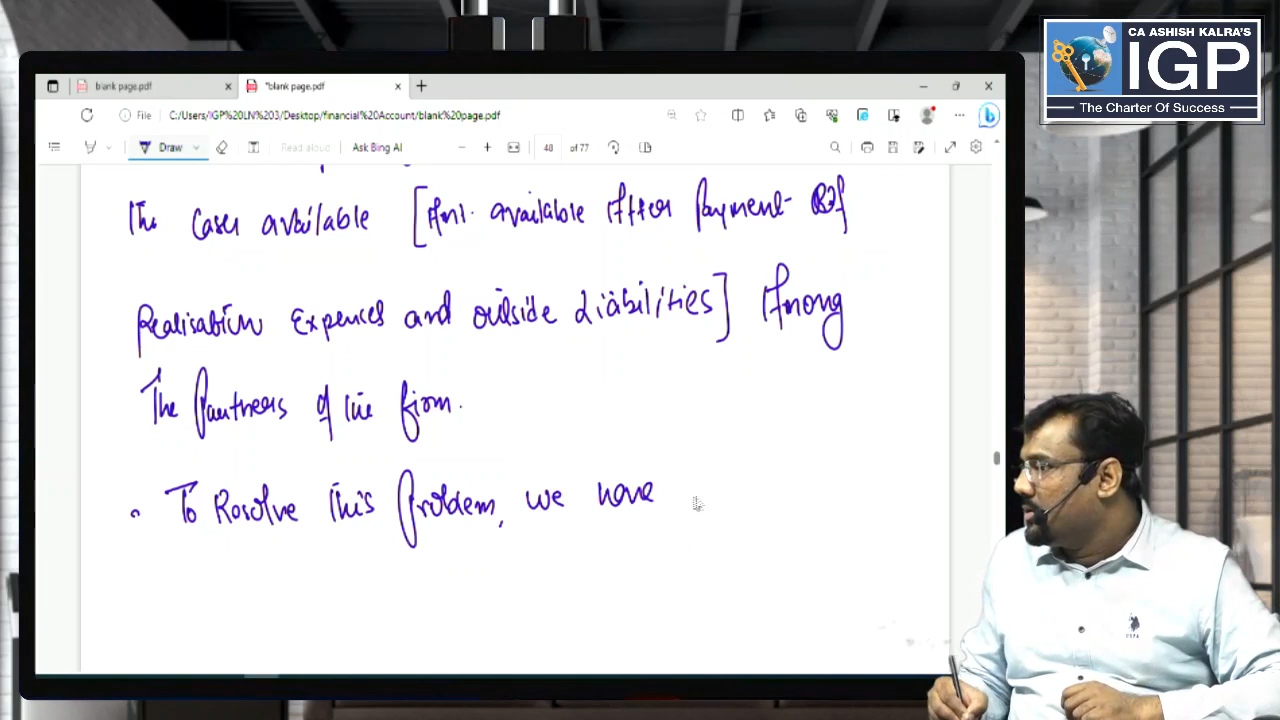 CA ASHISH KALRA'S
IGP
The Charter Of Success
blank page.pdf
*blank page.pdf
File
C:/Users/IGP%20LN%203/Desktop/financial%20Account/blank%20page.pdf
Draw
Read aloud
Ask Bing AI
48 of 77
The Cash available [Amt. available After Payment Of
Realisation Expenses and outside Liabilities] Among
The Partners of the firm.
To Resolve This Problem, we have